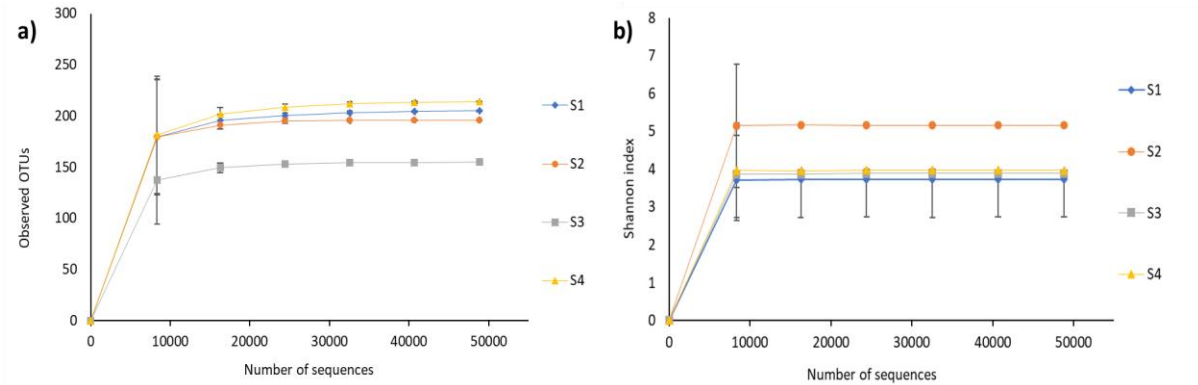 a)
Observed OTUs
300
250
200
150
100
50
0
0 10000 20000 30000 40000 50000
Number of sequences
S1
S2
S3
S4
b)
Shannon index
8
7
6
5
4
3
2
1
0
0 10000 20000 30000 40000 50000
Number of sequences
S1
S2
S3
S4